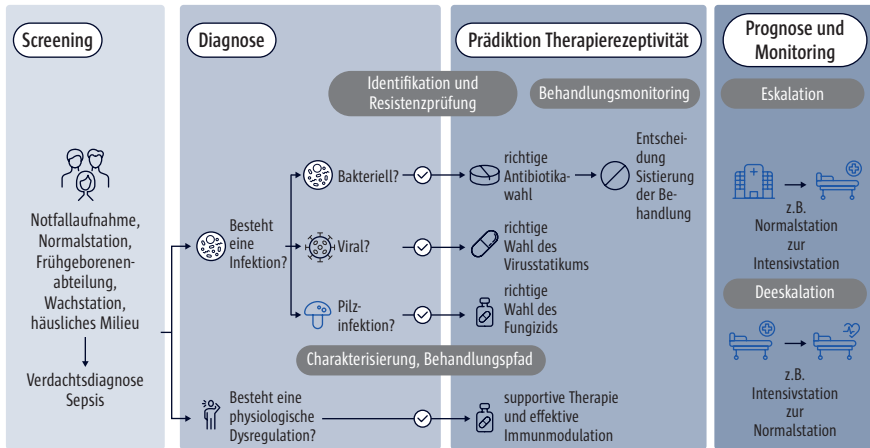 Screening
Notfallaufnahme,
Normalstation,
Frühgeborenen-
abteilung,
Wachstation,
häusliches Milieu
Verdachtsdiagnose
Sepsis
Diagnose
Identifikation und
Resistenzprüfung
Besteht
eine
Infektion?
Bakteriell?
Viral?
Pilz-
infektion?
Charakterisierung, Behandlungspfad
Besteht eine
physiologische
Dysregulation?
Prädiktion Therapierezeptivität
Behandlungsmonitoring
richtige
Antibiotika-
wahl
Entschei-
dung
Sistierung
der Be-
handlung
richtige
Wahl des
Virusstatikums
richtige
Wahl des
Fungizids
supportive Therapie
und effektive
Immunmodulation
Prognose und
Monitoring
Eskalation
z.B.
Normalstation
zur
Intensivstation
Deeskalation
z.B.
Intensivstation
zur
Normalstation